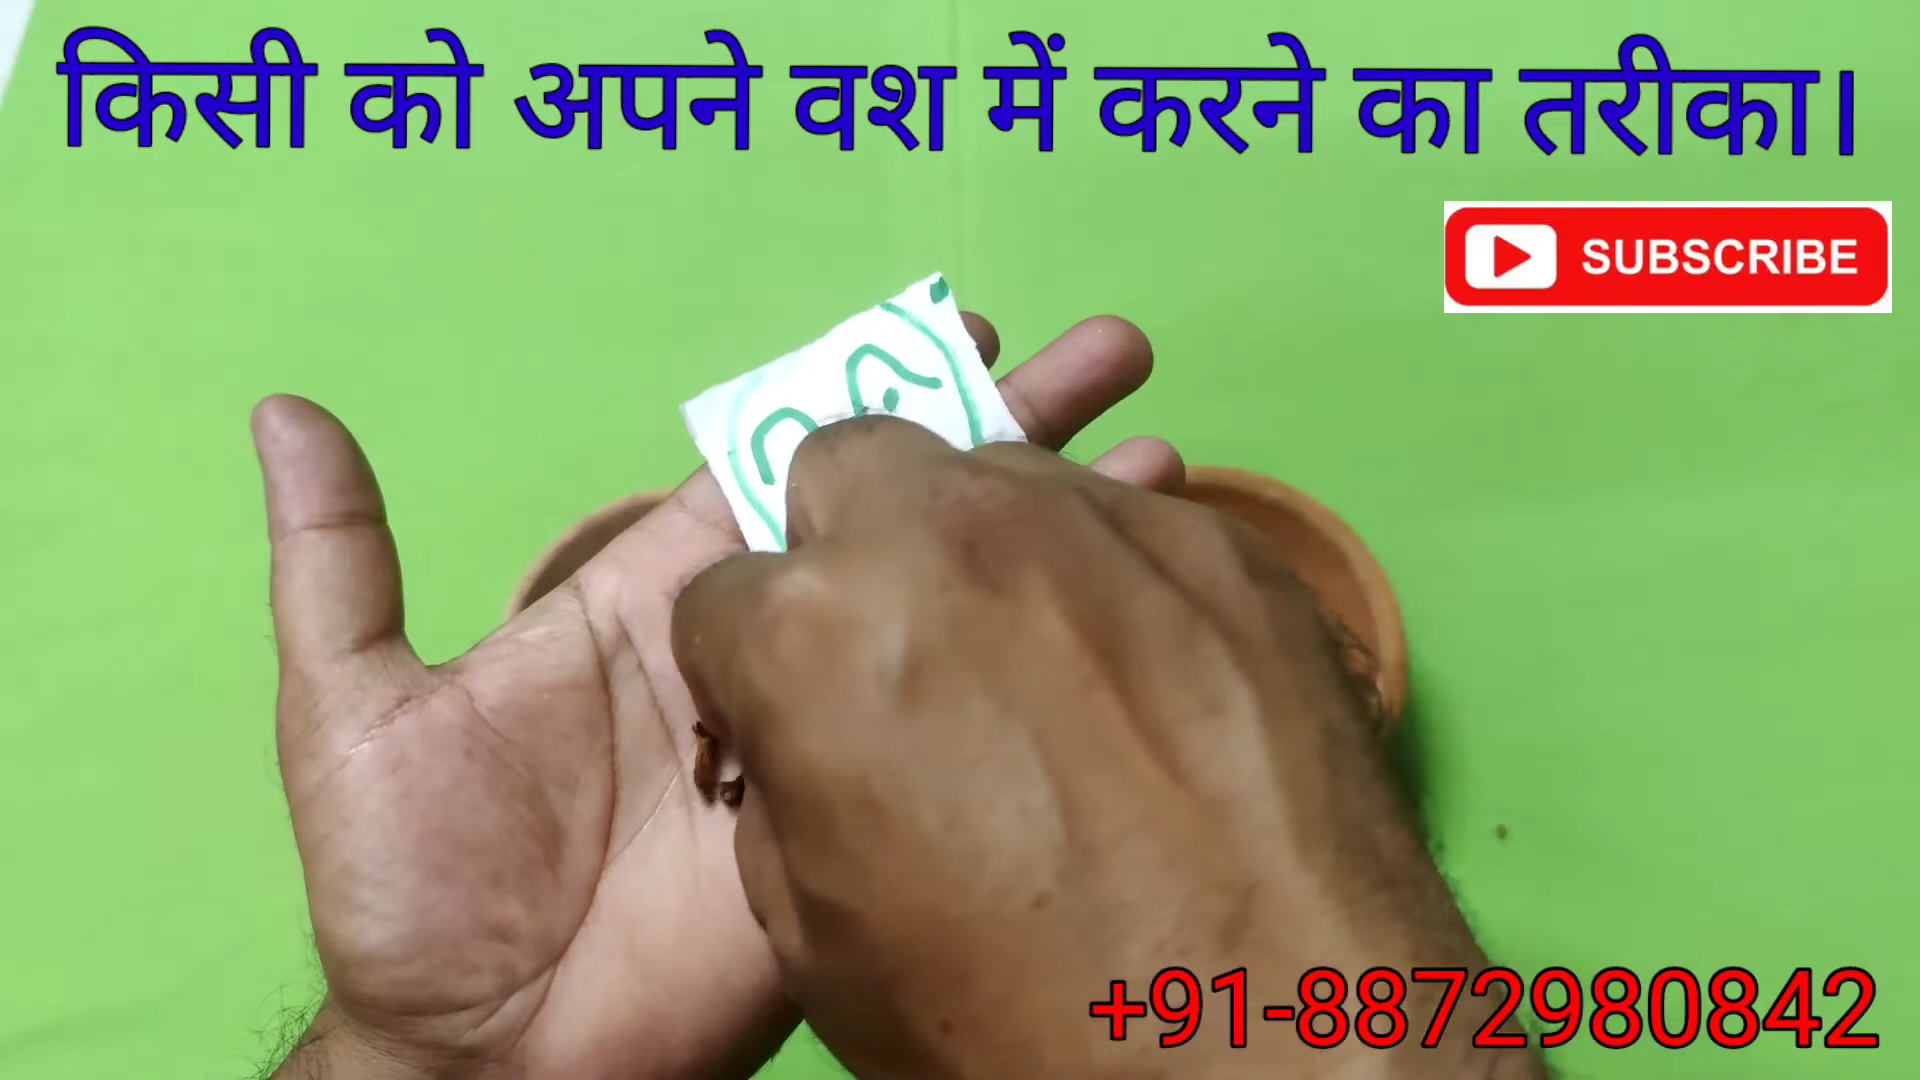 किसी को अपने वश में करने का तरीका।
SUBSCRIBE
+91-8872980842